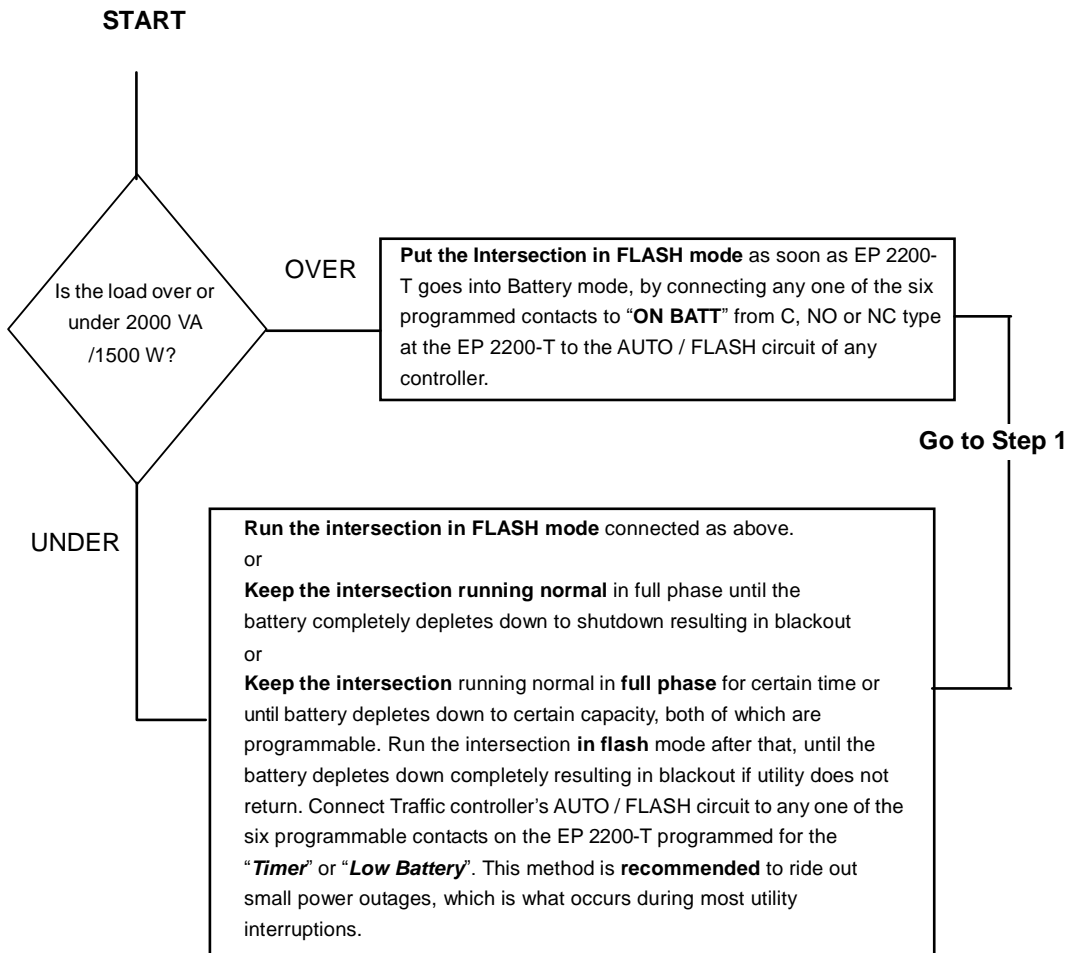 START
Is the load over or
under 2000 VA
/1500 W?
OVER
Put the Intersection in FLASH mode as soon as EP 2200-
T goes into Battery mode, by connecting any one of the six
programmed contacts to “ON BATT” from C, NO or NC type
at the EP 2200-T to the AUTO / FLASH circuit of any
controller.
Go to Step 1
UNDER
Run the intersection in FLASH mode connected as above.
or
Keep the intersection running normal in full phase until the
battery completely depletes down to shutdown resulting in blackout
or
Keep the intersection running normal in full phase for certain time or
until battery depletes down to certain capacity, both of which are
programmable. Run the intersection in flash mode after that, until the
battery depletes down completely resulting in blackout if utility does not
return. Connect Traffic controller’s AUTO / FLASH circuit to any one of the
six programmable contacts on the EP 2200-T programmed for the
“Timer” or “Low Battery”. This method is recommended to ride out
small power outages, which is what occurs during most utility
interruptions.